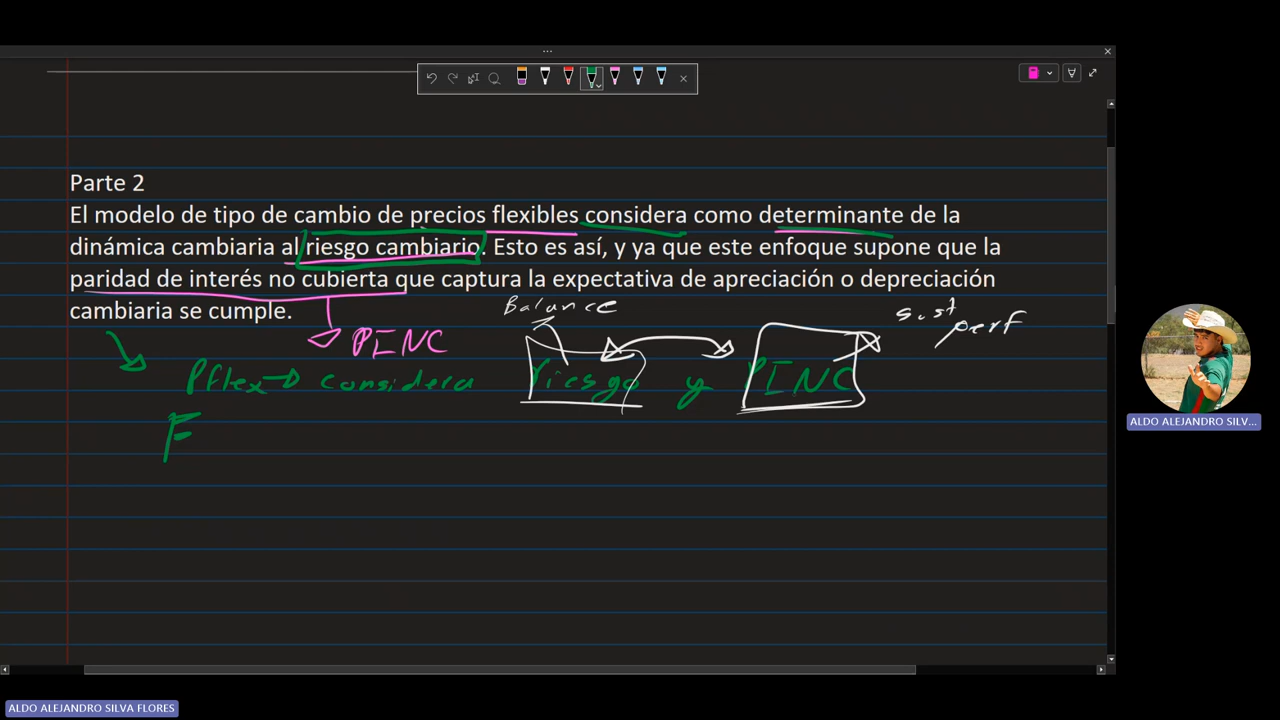 Parte 2
El modelo de tipo de cambio de precios flexibles considera como determinante de la
dinámica cambiaria al riesgo cambiario. Esto es así, y ya que este enfoque supone que la
paridad de interés no cubierta que captura la expectativa de apreciación o depreciación
cambiaria se cumple.
Balance
sust
perf
PINC
Pflex → considera riesgo y PINC
F
ALDO ALEJANDRO SILV...
ALDO ALEJANDRO SILVA FLORES